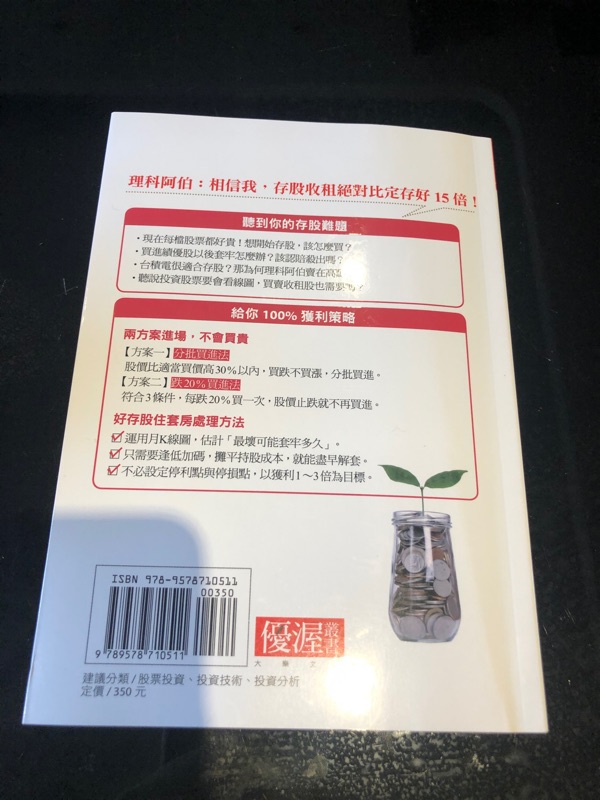 理科阿伯：相信我，存股收租絕對比定存好15倍！
聽到你的存股難題
・現在每檔股票都好貴！想開始存股，該怎麼買？
・買進績優股以後套牢怎麼辦？該認賠殺出嗎？
・台積電很適合存股？那為何理科阿伯賣在高
・聽說投資股票要會看線圖，買賣收租股也需要嗎？
給你100%獲利策略
兩方案進場，不會買貴
【方案一】分批買進法
股價比適當買價高30%以內，買跌不買漲，分批買進。
【方案二】跌20%買進法
符合3條件，每跌20%買一次，股價止跌就不再買進。
好存股住套房處理方法
運用月K線圖，估計「最壞可能套牢多久」。
只需要逢低加碼，攤平持股成本，就能盡早解套。
不必設定停利點與停損點，以獲利1～3倍為目標。
ISBN 978-9578710511
00350
9 789578 710511
優渥叢書
大樂文
建議分類/股票投資、投資技術、投資分析
定價/350元